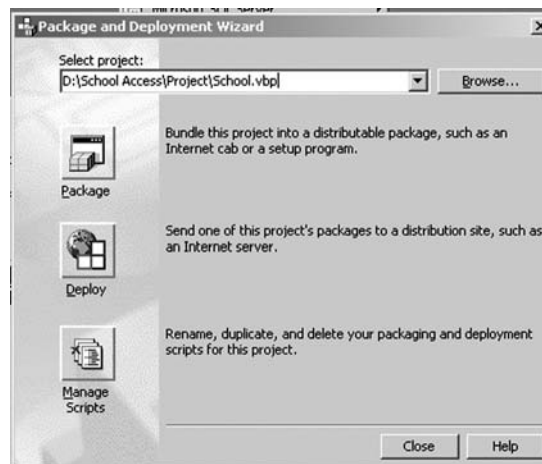 Microsoft SQL Server
Package and Deployment Wizard
Select project:
D:\School Access\Project\School.vbp
Browse...
Bundle this project into a distributable package, such as an
Internet cab or a setup program.
Package
Send one of this project's packages to a distribution site, such as
an Internet server.
Deploy
Rename, duplicate, and delete your packaging and deployment
scripts for this project.
Manage
Scripts
Close
Help